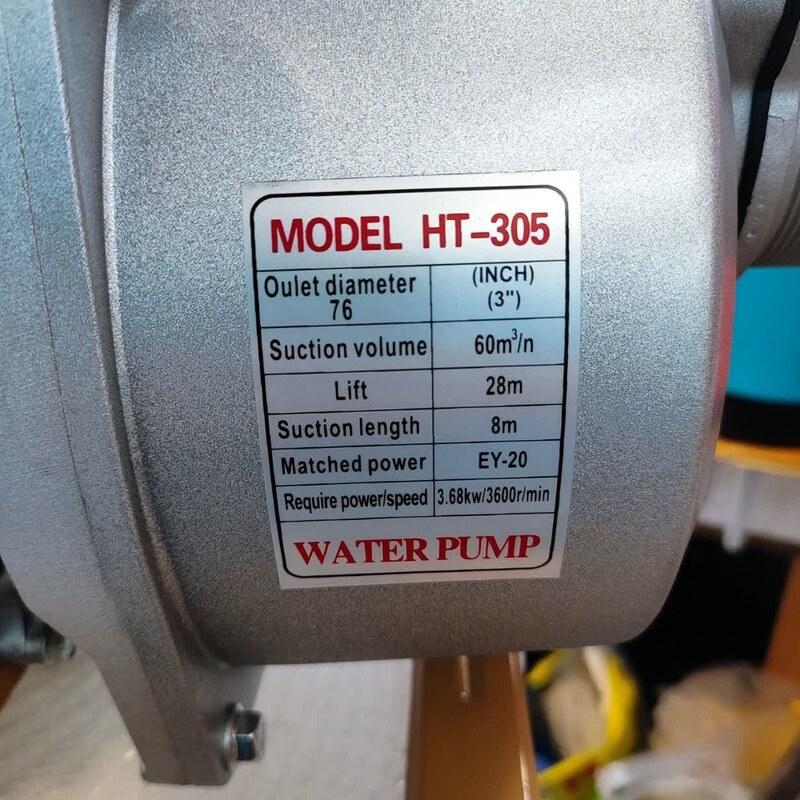 MODEL HT-305
Oulet diameter (INCH)
76 (3")
Suction volume 60m³/n
Lift 28m
Suction length 8m
Matched power EY-20
Require power/speed 3.68kw/3600r/min
WATER PUMP